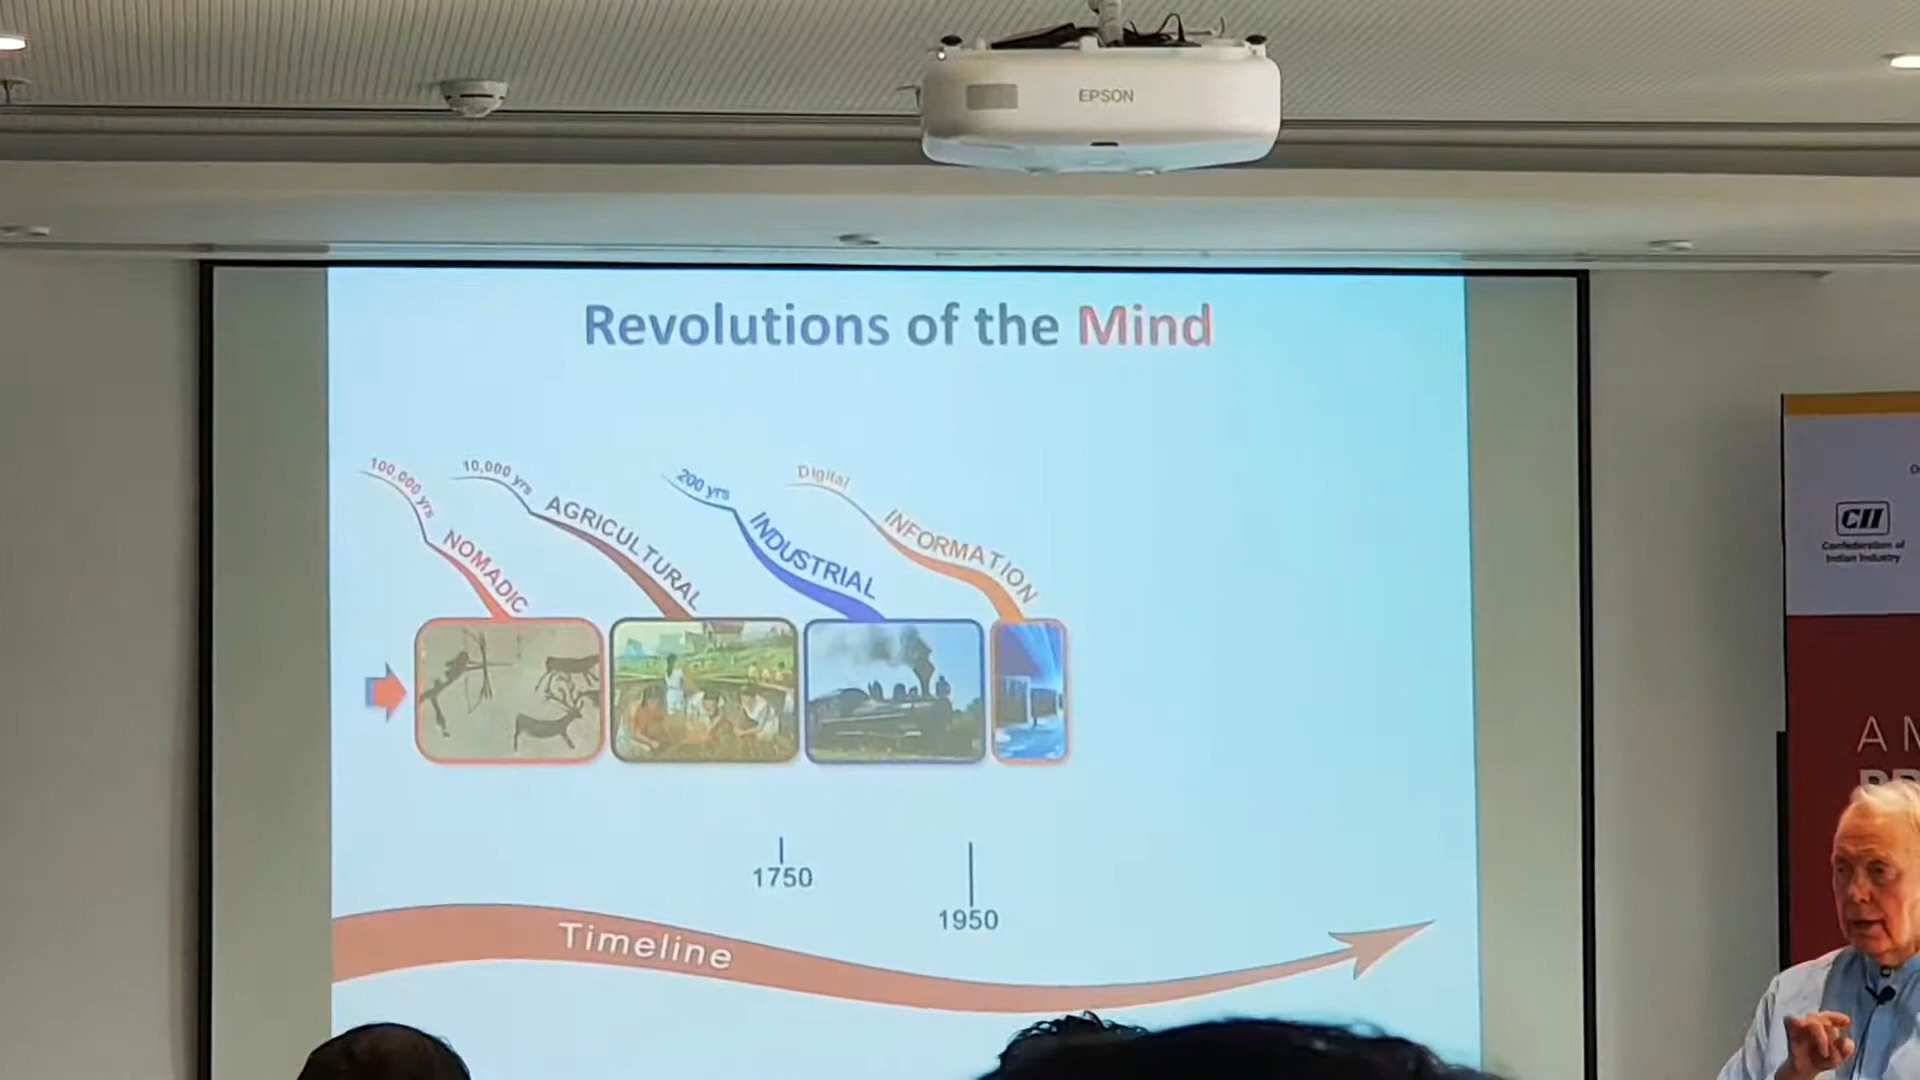 EPSON
Revolutions of the Mind
100,000 yrs
NOMADIC
10,000 yrs
AGRICULTURAL
200 yrs
INDUSTRIAL
Digital
INFORMATION
1750
1950
Timeline
CII
Confederation of
Indian Industry
A